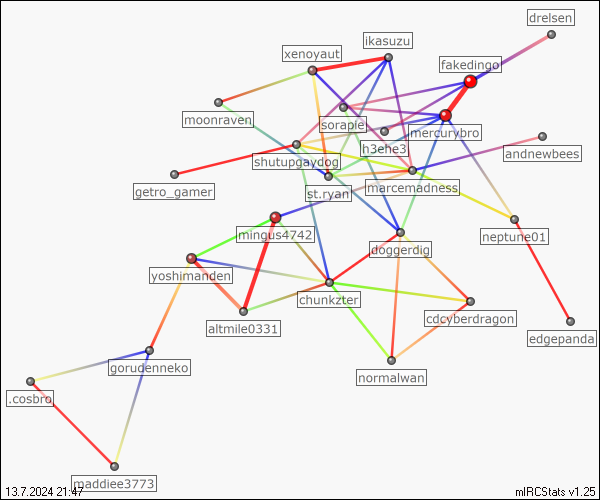 drelsen
ikasuzu
xenoyaut
fakedingo
moonraven
sorapie
mercurybro
h3ehe3
andnewbees
shutupgaydog
getro_gamer
st.ryan
marcemadness
mingus4742
neptune01
doggerdig
yoshimanden
chunkzter
cdcyberdragon
altmile0331
edgepanda
gorudenneko
normalwan
.cosbro
maddiee3773
13.7.2024 21:47
mIRCStats v1.25